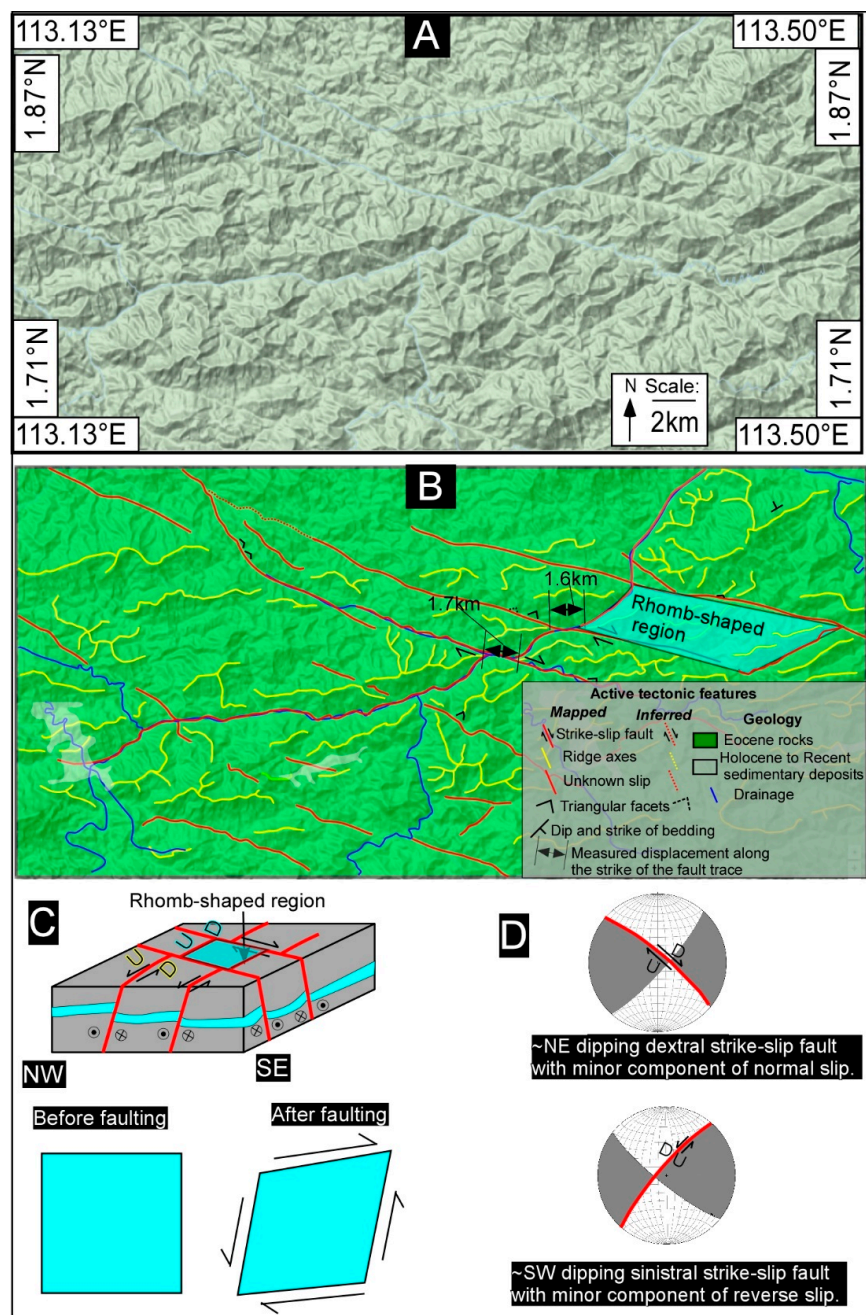 A
113.13°E
113.50°E
1.87°N
1.87°N
1.71°N
1.71°N
N Scale:
2km
113.13°E
113.50°E
B
1.6km
1.7km
Rhomb-shaped
region
Active tectonic features
Mapped
Inferred
Geology
Strike-slip fault
Ridge axes
Unknown slip
Triangular facets
Dip and strike of bedding
Measured displacement along
the strike of the fault trace
Eocene rocks
Holocene to Recent
sedimentary deposits
Drainage
C
Rhomb-shaped region
U
D
U
D
NW
SE
Before faulting
After faulting
D
D
U
~NE dipping dextral strike-slip fault
with minor component of normal slip.
D
U
~SW dipping sinistral strike-slip fault
with minor component of reverse slip.